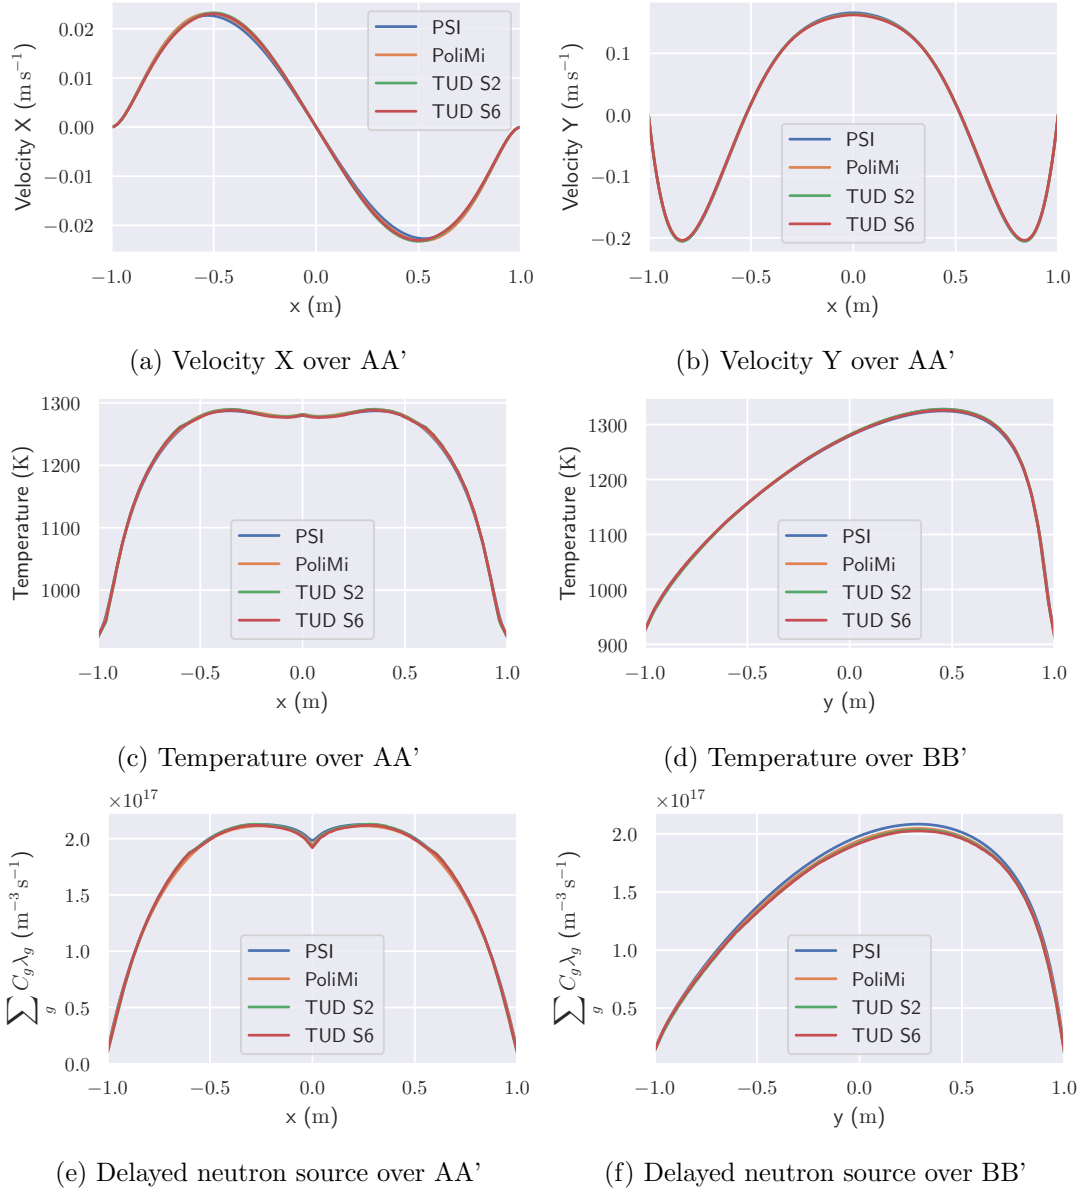 0.02
0.01
0.00
−0.01
−0.02
Velocity X (m s⁻¹)
PSI
PoliMi
TUD S2
TUD S6
−1.0 −0.5 0.0 0.5 1.0
x (m)
(a) Velocity X over AA’
0.1
0.0
−0.1
−0.2
Velocity Y (m s⁻¹)
PSI
PoliMi
TUD S2
TUD S6
−1.0 −0.5 0.0 0.5 1.0
x (m)
(b) Velocity Y over AA’
1300
1200
1100
1000
Temperature (K)
PSI
PoliMi
TUD S2
TUD S6
−1.0 −0.5 0.0 0.5 1.0
x (m)
(c) Temperature over AA’
1300
1200
1100
1000
900
Temperature (K)
PSI
PoliMi
TUD S2
TUD S6
−1.0 −0.5 0.0 0.5 1.0
y (m)
(d) Temperature over BB’
×10¹⁷
2.0
1.5
1.0
0.5
0.0
∑_g C_g λ_g (m⁻³ s⁻¹)
PSI
PoliMi
TUD S2
TUD S6
−1.0 −0.5 0.0 0.5 1.0
x (m)
(e) Delayed neutron source over AA’
×10¹⁷
2.0
1.5
1.0
0.5
∑_g C_g λ_g (m⁻³ s⁻¹)
PSI
PoliMi
TUD S2
TUD S6
−1.0 −0.5 0.0 0.5 1.0
y (m)
(f) Delayed neutron source over BB’